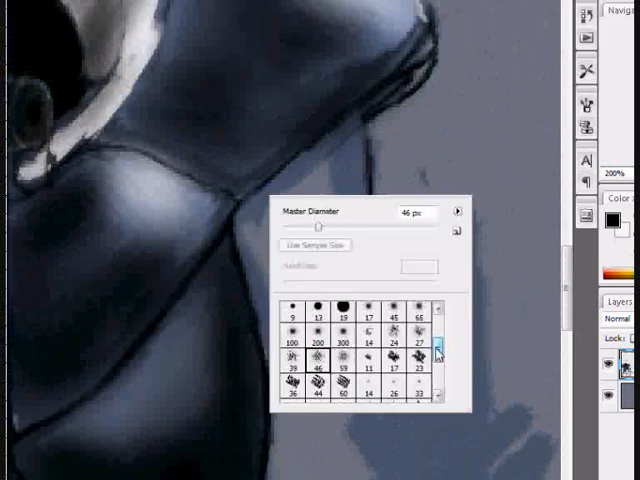 Naviga
Master Diameter
46 px
Use Sample Size
200%
Color
9 13 19 17 45 65
100 200 300 14 24 27
39 46 59 11 17 23
36 44 60 14 26 33
Layers
Normal
Lock: